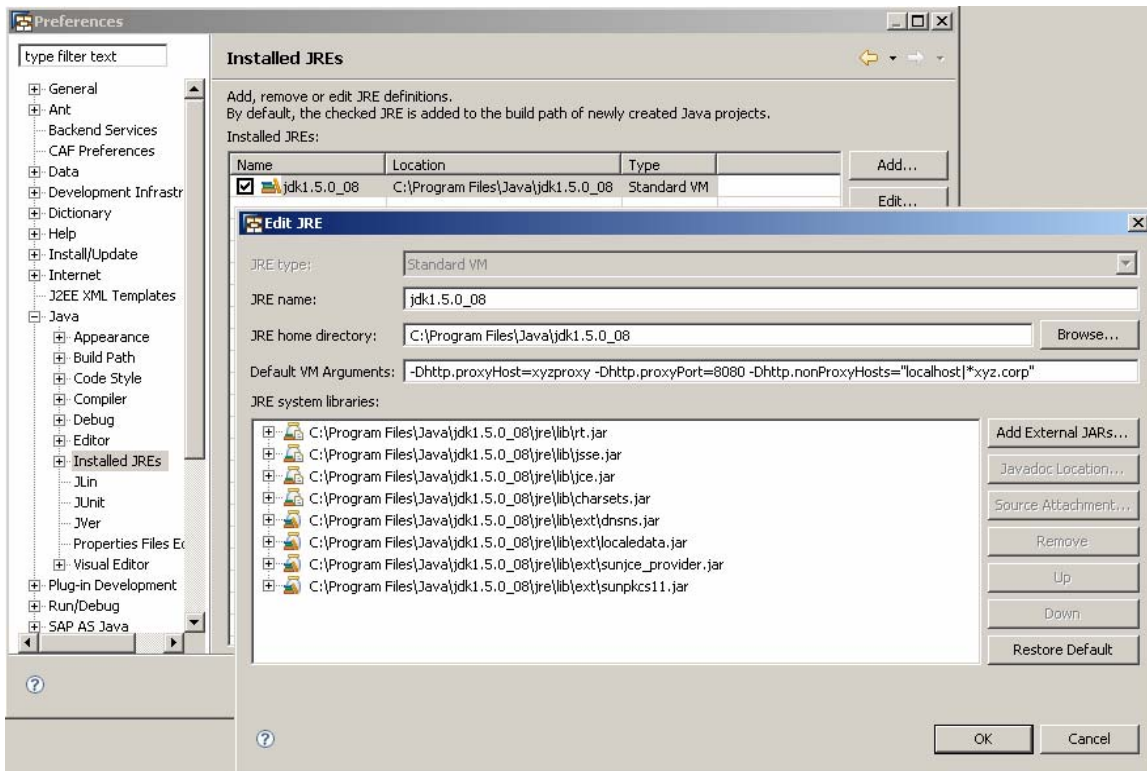 Preferences
type filter text
General
Ant
Backend Services
CAF Preferences
Data
Development Infrastr
Dictionary
Help
Install/Update
Internet
J2EE XML Templates
Java
Appearance
Build Path
Code Style
Compiler
Debug
Editor
Installed JREs
JLin
JUnit
JVer
Properties Files Ec
Visual Editor
Plug-in Development
Run/Debug
SAP AS Java
Installed JREs
Add, remove or edit JRE definitions.
By default, the checked JRE is added to the build path of newly created Java projects.
Installed JREs:
Name Location Type
jdk1.5.0_08 C:\Program Files\Java\jdk1.5.0_08 Standard VM
Add...
Edit...
Edit JRE
JRE type: Standard VM
JRE name: jdk1.5.0_08
JRE home directory: C:\Program Files\Java\jdk1.5.0_08 Browse...
Default VM Arguments: -Dhttp.proxyHost=xyzproxy -Dhttp.proxyPort=8080 -Dhttp.nonProxyHosts="localhost|*xyz.corp"
JRE system libraries:
C:\Program Files\Java\jdk1.5.0_08\jre\lib\rt.jar
C:\Program Files\Java\jdk1.5.0_08\jre\lib\jsse.jar
C:\Program Files\Java\jdk1.5.0_08\jre\lib\jce.jar
C:\Program Files\Java\jdk1.5.0_08\jre\lib\charsets.jar
C:\Program Files\Java\jdk1.5.0_08\jre\lib\ext\dnsns.jar
C:\Program Files\Java\jdk1.5.0_08\jre\lib\ext\localedata.jar
C:\Program Files\Java\jdk1.5.0_08\jre\lib\ext\sunjce_provider.jar
C:\Program Files\Java\jdk1.5.0_08\jre\lib\ext\sunpkcs11.jar
Add External JARs...
Javadoc Location...
Source Attachment...
Remove
Up
Down
Restore Default
OK
Cancel